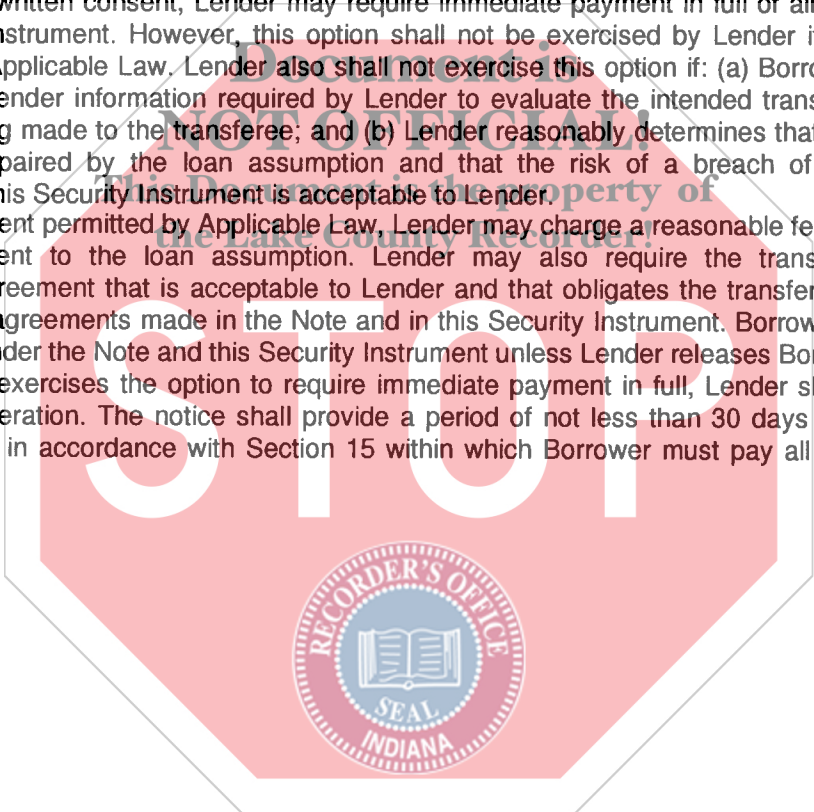 written consent, Lender may require immediate payment in full of all
nstrument. However, this option shall not be exercised by Lender i
Applicable Law. Lender also shall not exercise this option if: (a) Borro
ender information required by Lender to evaluate the intended trans
g made to the transferee; and (b) Lender reasonably determines that
paired by the loan assumption and that the risk of a breach of
is Security Instrument is acceptable to Lender.
ent permitted by Applicable Law, Lender may charge a reasonable fe
ent to the loan assumption. Lender may also require the trans
reement that is acceptable to Lender and that obligates the transfer
agreements made in the Note and in this Security Instrument. Borrow
der the Note and this Security Instrument unless Lender releases Bor
exercises the option to require immediate payment in full, Lender s
eration. The notice shall provide a period of not less than 30 days
in accordance with Section 15 within which Borrower must pay all
Document is
NOT OFFICIAL!
This Document is the property of
the Lake County Recorder!
STOP
RECORDER'S OFFICE
SEAL
INDIANA